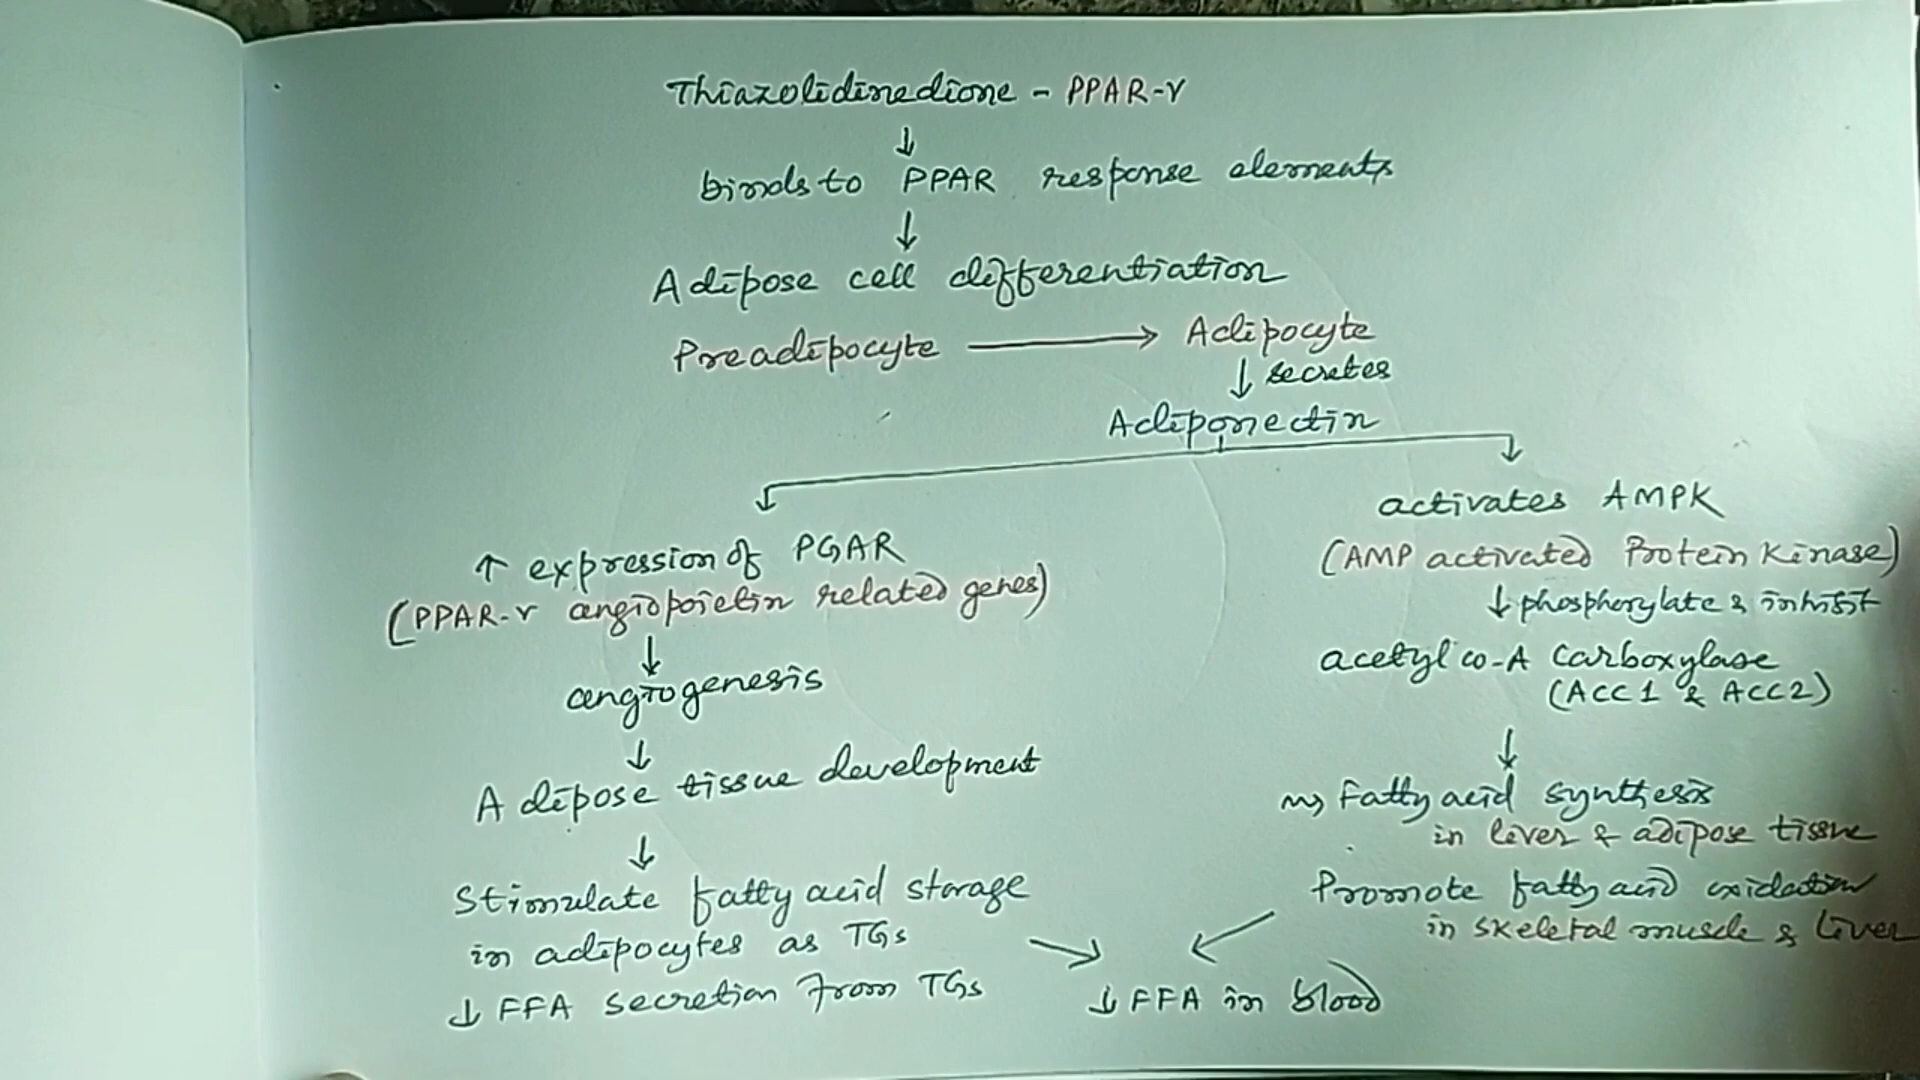 Thiazolidinedione - PPAR-γ
↓
binds to PPAR response elements
↓
Adipose cell differentiation
Preadipocyte → Adipocyte
↓ secretes
Adiponectin
↑ expression of PGAR
(PPAR-γ angiopoietin related genes)
↓
angiogenesis
↓
Adipose tissue development
↓
Stimulate fatty acid storage
in adipocytes as TGs
↓ FFA secretion from TGs
activates AMPK
(AMP activated Protein Kinase)
↓ phosphorylate & inhibit
acetyl co-A Carboxylase
(ACC1 & ACC2)
↓
Fatty acid synthesis
in liver & adipose tissue
Promote fatty acid oxidation
in skeletal muscle & liver
↓ FFA in blood